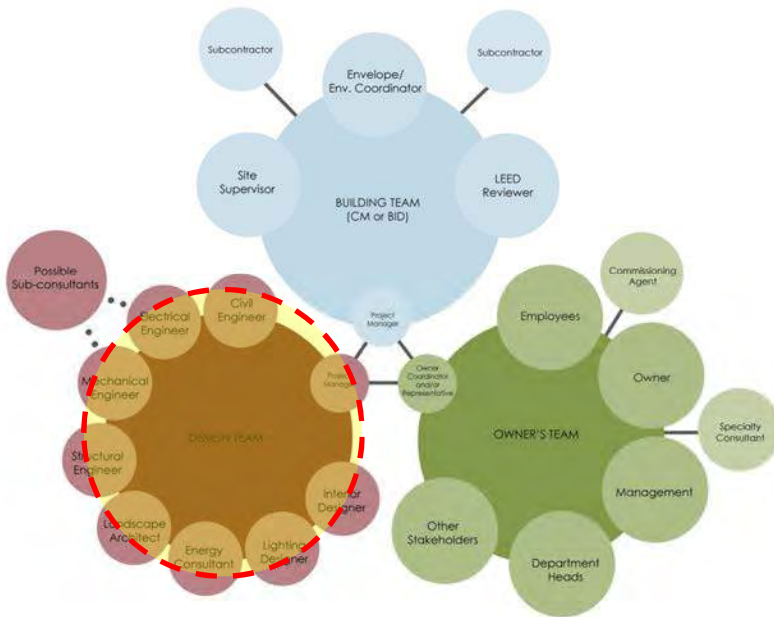 Subcontractor
Subcontractor
Envelope/
Env. Coordinator
Site
Supervisor
LEED
Reviewer
BUILDING TEAM
(CM or BID)
Possible
Sub-consultants
Commissioning
Agent
Electrical
Engineer
Civil
Engineer
Project
Manager
Employees
Mechanical
Engineer
Project
Manager
Owner
Coordinator
and/or
Representative
Owner
DESIGN TEAM
OWNER'S TEAM
Specialty
Consultant
Structural
Engineer
Interior
Designer
Management
Landscape
Architect
Energy
Consultant
Lighting
Designer
Other
Stakeholders
Department
Heads